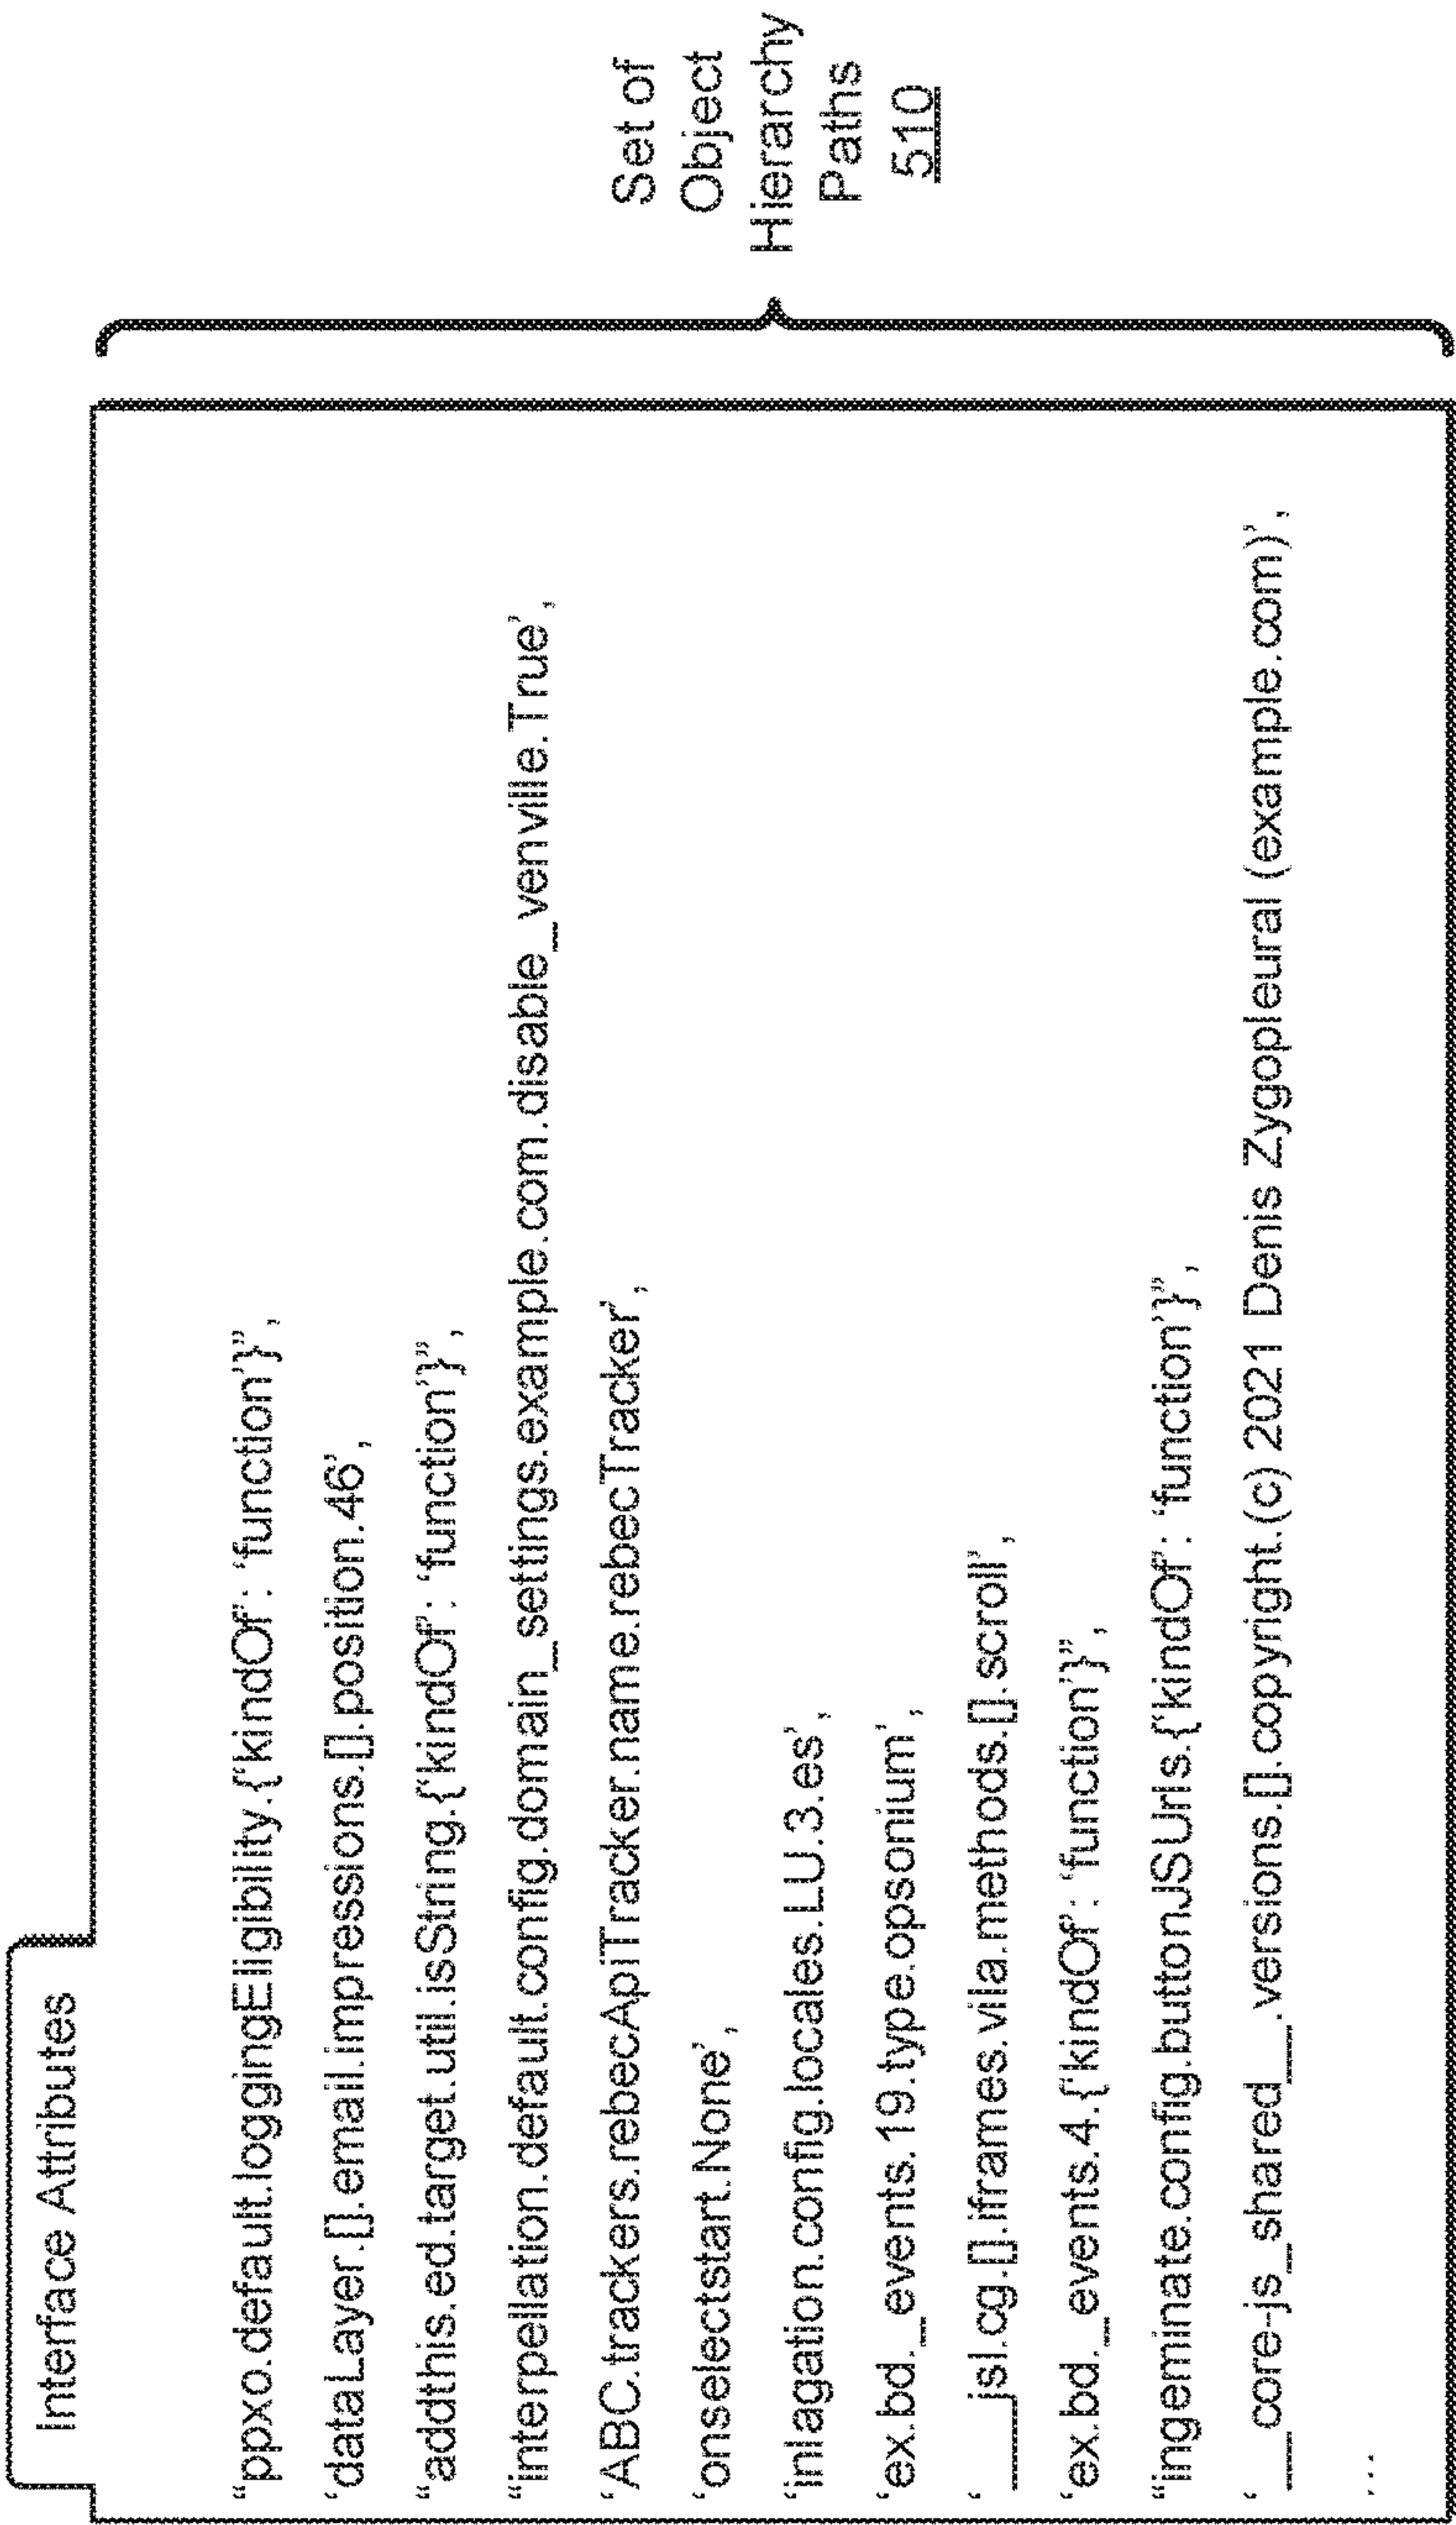 Interface Attributes
“ppxo.default.loggingEligibility.{‘kindOf’: ‘function’}”,
‘dataLayer.[].email.impressions.[].position.46’,
“addthis.ed.target.util.isString.{‘kindOf’: ‘function’}”,
“interpellation.default.config.domain_settings.example.com.disable_venville.True’,
‘ABC.trackers.rebecApiTracker.name.rebecTracker’,
‘onselectstart.None’,
‘inlagation.config.locales.LU.3.es’,
‘ex.bd._events.19.type.opsonium’,
‘___jsl.cg.[].iframes.vila.methods.[].scroll’,
‘ex.bd._events.4.{‘kindOf’: ‘function’}”,
“ingeminate.config.buttonJSUrls.{‘kindOf’: ‘function’}”,
‘__core-js_shared__.versions.[].copyright.(c) 2021 Denis Zygopleural (example.com)’,
...
Set of
Object
Hierarchy
Paths
510